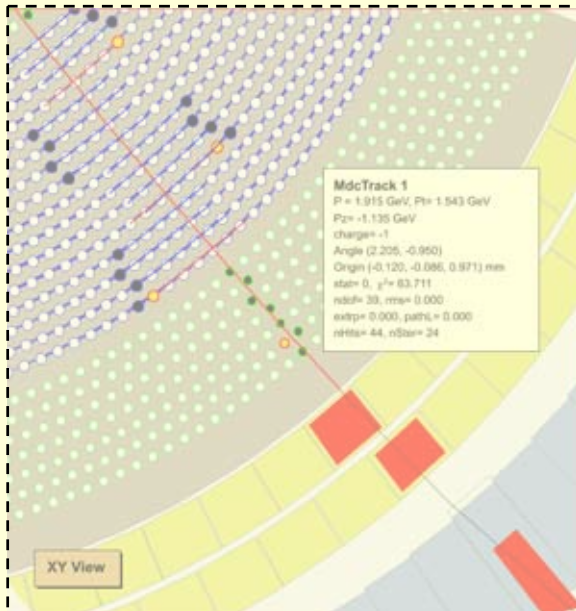 MdcTrack 1
P = 1.915 GeV, Pt= 1.543 GeV
Pz= -1.135 GeV
charge= -1
Angle (2.205, -0.950)
Origin (-0.120, -0.086, 0.971) mm
stat= 0, χ²= 63.711
ndof= 39, rms= 0.000
extrp= 0.000, pathL= 0.000
nHits= 44, nSter= 24
XY View